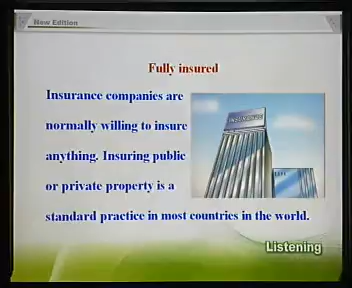 New Edition
Fully insured
Insurance companies are
INSURANCE
normally willing to insure
anything. Insuring public
or private property is a
standard practice in most countries in the world.
Listening